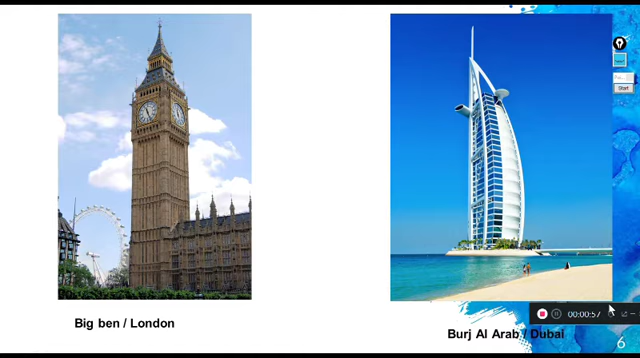 Start
Big ben / London
00:00:57
Burj Al Arab / Dubai
6